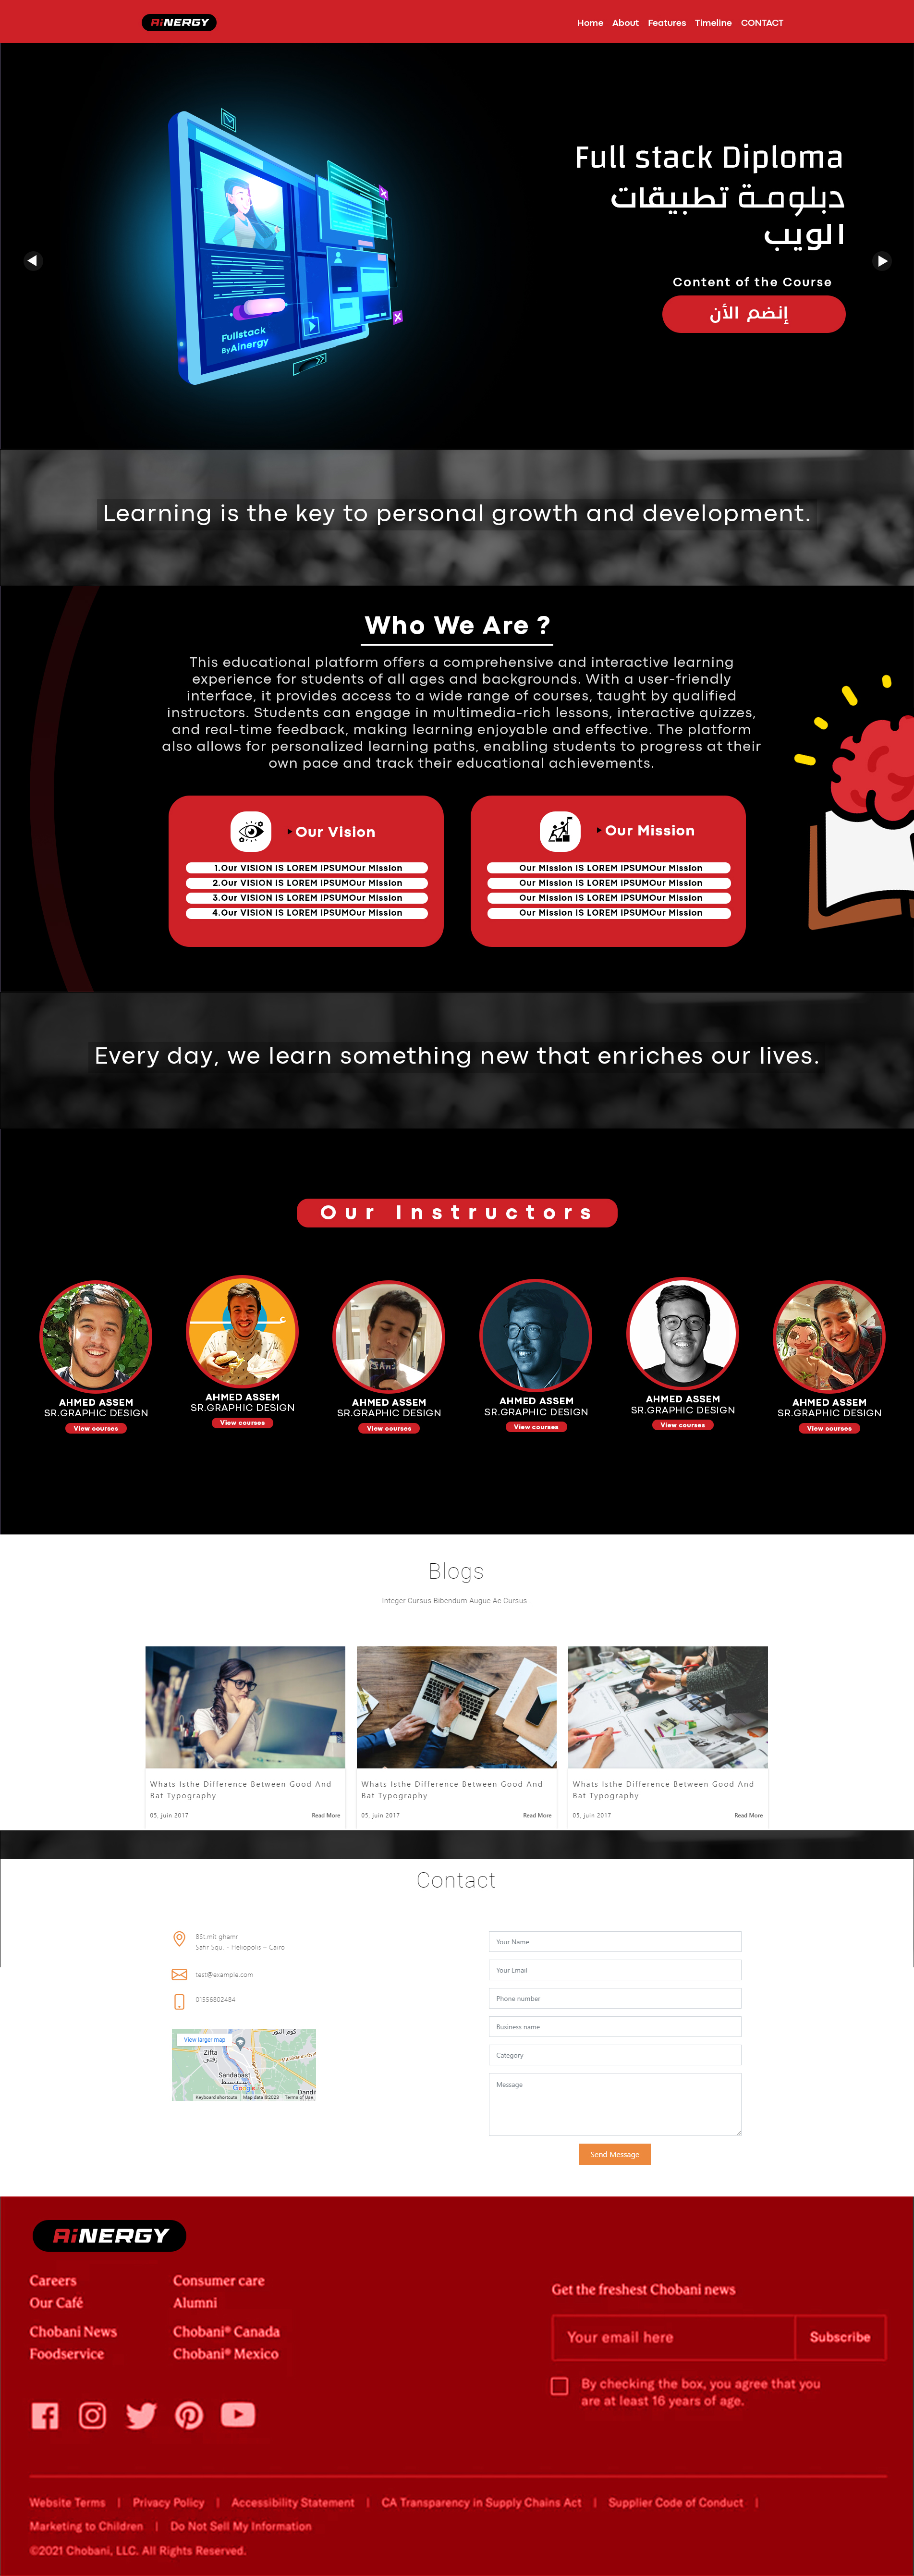 AiNERGY
Home About Features Timeline CONTACT
Full stack Diploma
دبلومة تطبيقات
الويب
Content of the Course
إنضم الأن
Fullstack
ByAinergy
Learning is the key to personal growth and development.
Who We Are ?
This educational platform offers a comprehensive and interactive learning
experience for students of all ages and backgrounds. With a user-friendly
interface, it provides access to a wide range of courses, taught by qualified
instructors. Students can engage in multimedia-rich lessons, interactive quizzes,
and real-time feedback, making learning enjoyable and effective. The platform
also allows for personalized learning paths, enabling students to progress at their
own pace and track their educational achievements.
Our Vision
1.Our VISION IS LOREM IPSUMOur Mission
2.Our VISION IS LOREM IPSUMOur Mission
3.Our VISION IS LOREM IPSUMOur Mission
4.Our VISION IS LOREM IPSUMOur Mission
Our Mission
Our Mission IS LOREM IPSUMOur Mission
Our Mission IS LOREM IPSUMOur Mission
Our Mission IS LOREM IPSUMOur Mission
Our Mission IS LOREM IPSUMOur Mission
Every day, we learn something new that enriches our lives.
Our Instructors
AHMED ASSEM
SR.GRAPHIC DESIGN
View courses
AHMED ASSEM
SR.GRAPHIC DESIGN
View courses
AHMED ASSEM
SR.GRAPHIC DESIGN
View courses
AHMED ASSEM
SR.GRAPHIC DESIGN
View courses
AHMED ASSEM
SR.GRAPHIC DESIGN
View courses
AHMED ASSEM
SR.GRAPHIC DESIGN
View courses
Blogs
Integer Cursus Bibendum Augue Ac Cursus .
Whats Isthe Difference Between Good And
Bat Typography
05, juin 2017 Read More
Whats Isthe Difference Between Good And
Bat Typography
05, juin 2017 Read More
Whats Isthe Difference Between Good And
Bat Typography
05, juin 2017 Read More
Contact
85t.mit ghamr
Safir Squ. - Heliopolis – Cairo
test@example.com
01556802484
View larger map
كوم النور
Zifta
زفتى
Mit Ghamr - Dyar
Sandabast
سندبسط
Dandi
Google
Keyboard shortcuts Map data ©2023 Terms of Use
Your Name
Your Email
Phone number
Business name
Category
Message
Send Message
AiNERGY
Careers
Our Café
Chobani News
Foodservice
Consumer care
Alumni
Chobani® Canada
Chobani® Mexico
Get the freshest Chobani news
Your email here Subscribe
By checking the box, you agree that you
are at least 16 years of age.
Website Terms | Privacy Policy | Accessibility Statement | CA Transparency in Supply Chains Act | Supplier Code of Conduct |
Marketing to Children | Do Not Sell My Information
©2021 Chobani, LLC. All Rights Reserved.